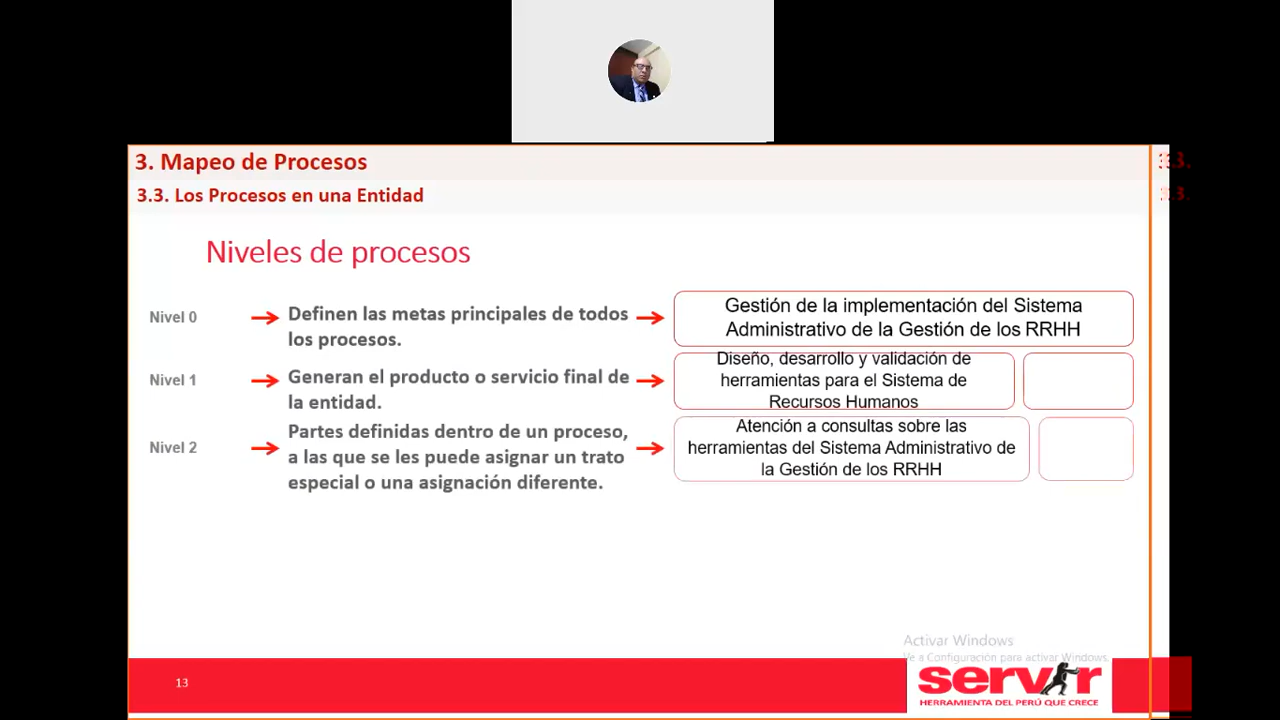 3. Mapeo de Procesos
3.3. Los Procesos en una Entidad
Niveles de procesos
Nivel 0
Definen las metas principales de todos
los procesos.
Gestión de la implementación del Sistema
Administrativo de la Gestión de los RRHH
Nivel 1
Generan el producto o servicio final de
la entidad.
Diseño, desarrollo y validación de
herramientas para el Sistema de
Recursos Humanos
Nivel 2
Partes definidas dentro de un proceso,
a las que se les puede asignar un trato
especial o una asignación diferente.
Atención a consultas sobre las
herramientas del Sistema Administrativo de
la Gestión de los RRHH
Activar Windows
Ve a Configuración para activar Windows.
13
servir
HERRAMIENTA DEL PERÚ QUE CRECE